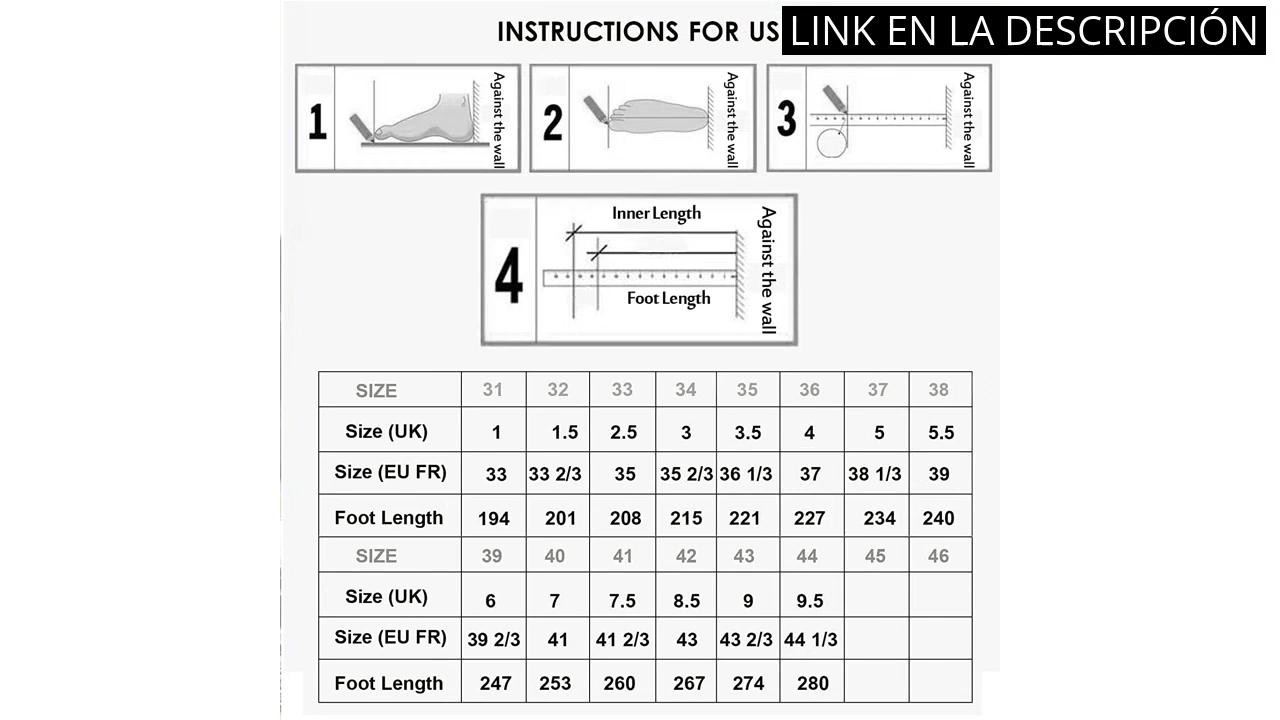 INSTRUCTIONS FOR US
LINK EN LA DESCRIPCIÓN
1 Against the wall
2 Against the wall
3 Against the wall
4 Inner Length Foot Length Against the wall
SIZE 31 32 33 34 35 36 37 38
Size (UK) 1 1.5 2.5 3 3.5 4 5 5.5
Size (EU FR) 33 33 2/3 35 35 2/3 36 1/3 37 38 1/3 39
Foot Length 194 201 208 215 221 227 234 240
SIZE 39 40 41 42 43 44 45 46
Size (UK) 6 7 7.5 8.5 9 9.5
Size (EU FR) 39 2/3 41 41 2/3 43 43 2/3 44 1/3
Foot Length 247 253 260 267 274 280